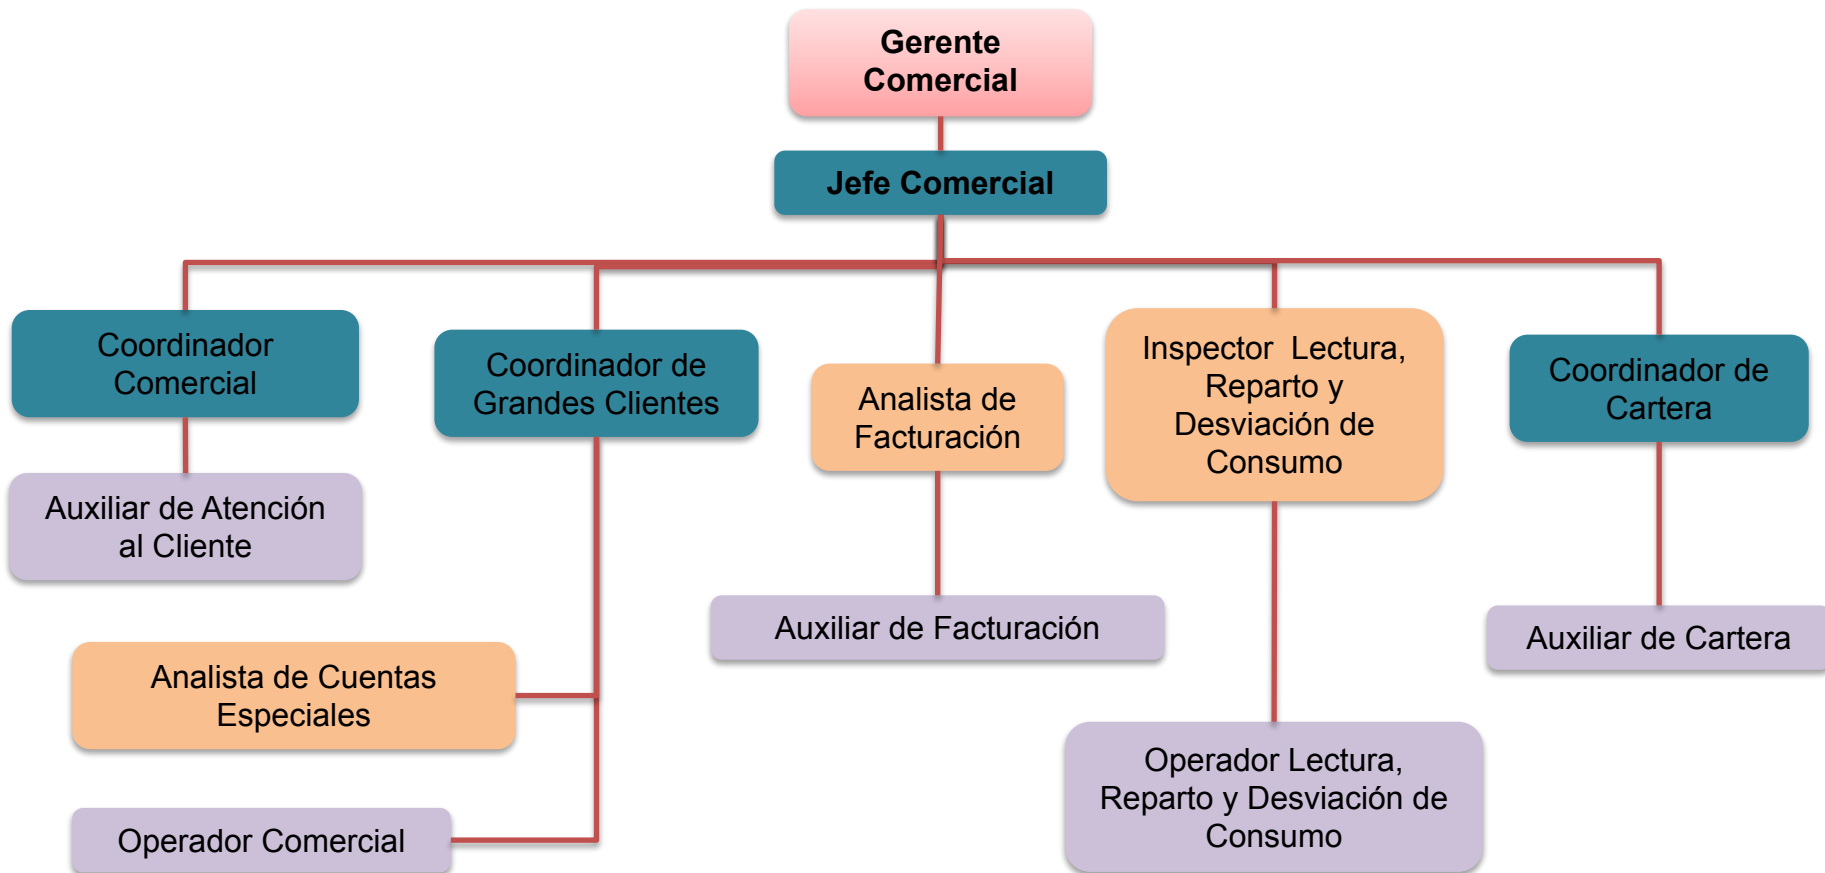 Gerente
Comercial
Jefe Comercial
Coordinador
Comercial
Coordinador de
Grandes Clientes
Analista de
Facturación
Inspector  Lectura,
Reparto y
Desviación de
Consumo
Coordinador de
Cartera
Auxiliar de Atención
al Cliente
Auxiliar de Facturación
Auxiliar de Cartera
Analista de Cuentas
Especiales
Operador Lectura,
Reparto y Desviación de
Consumo
Operador Comercial